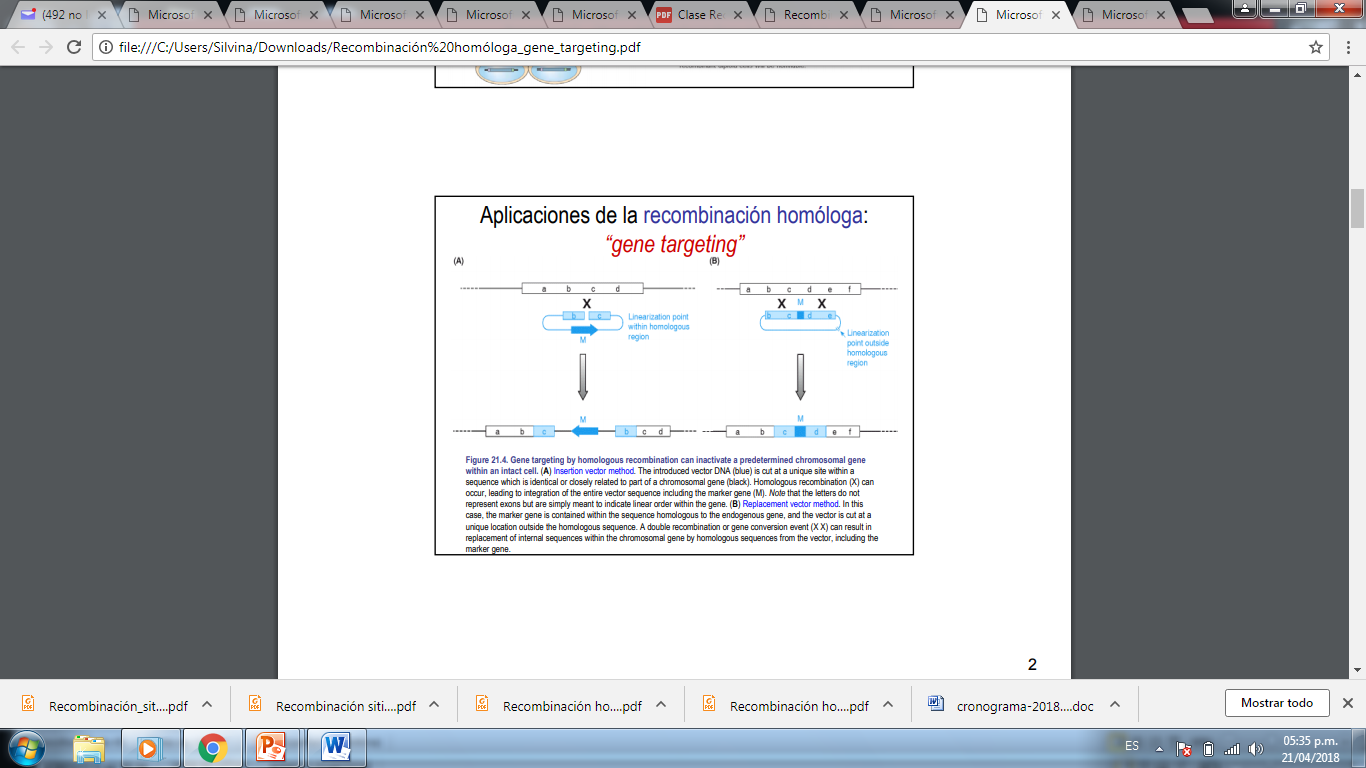 (492 no l
Microsof
Microsof
Microsof
Microsof
Microsof
Clase Re
Recomb
Microsof
Microsof
Microsof
file:///C:/Users/Silvina/Downloads/Recombinación%20homóloga_gene_targeting.pdf
Aplicaciones de la recombinación homóloga:
“gene targeting”
(A)
a b c d
X
b c
M
Linearization point
within homologous
region
M
a b c b c d
(B)
a b c d e f
X M X
b c d e
Linearization
point outside
homologous
region
M
a b c d e f
Figure 21.4. Gene targeting by homologous recombination can inactivate a predetermined chromosomal gene
within an intact cell. (A) Insertion vector method. The introduced vector DNA (blue) is cut at a unique site within a
sequence which is identical or closely related to part of a chromosomal gene (black). Homologous recombination (X) can
occur, leading to integration of the entire vector sequence including the marker gene (M). Note that the letters do not
represent exons but are simply meant to indicate linear order within the gene. (B) Replacement vector method. In this
case, the marker gene is contained within the sequence homologous to the endogenous gene, and the vector is cut at a
unique location outside the homologous sequence. A double recombination or gene conversion event (X X) can result in
replacement of internal sequences within the chromosomal gene by homologous sequences from the vector, including the
marker gene.
2
Recombinación_sit....pdf
Recombinación siti....pdf
Recombinación ho....pdf
Recombinación ho....pdf
cronograma-2018....doc
Mostrar todo
ES
05:35 p.m.
21/04/2018